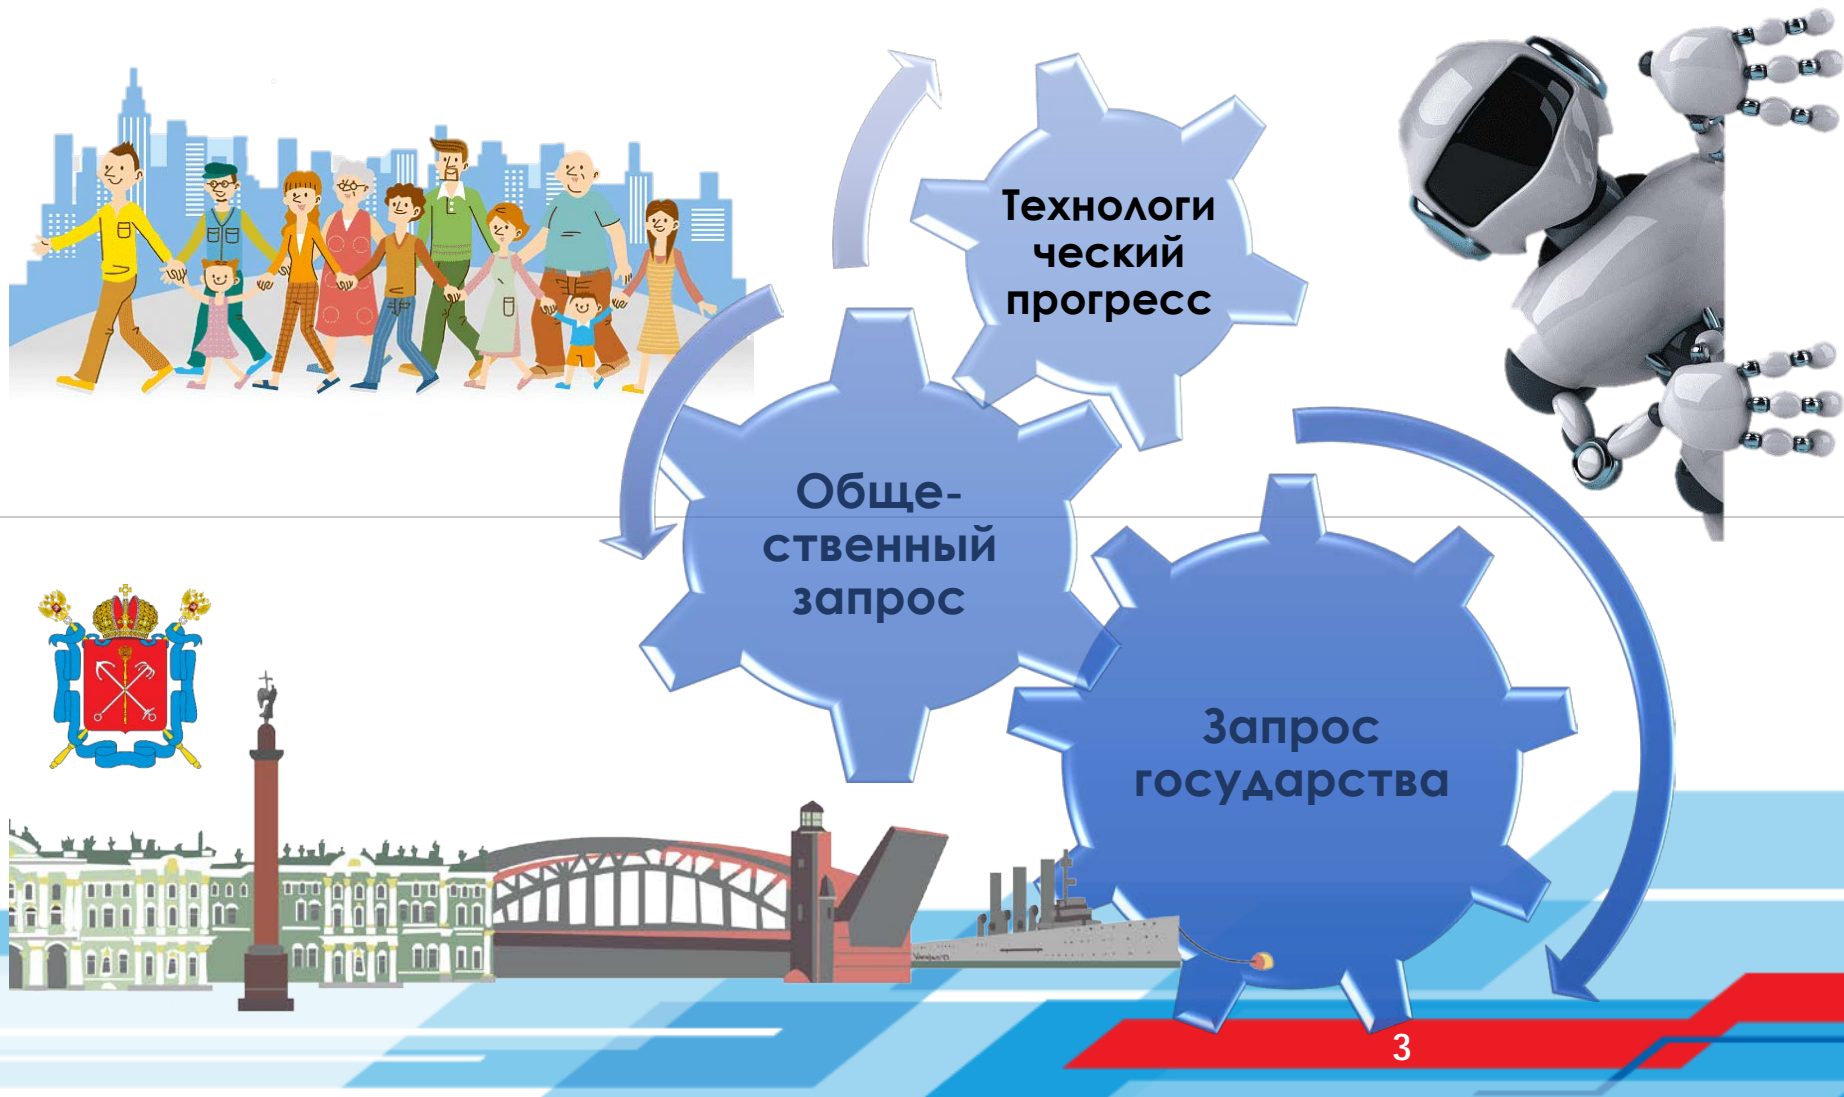 Технологи
ческий
прогресс
Обще-
ственный
запрос
Запрос
государства
3